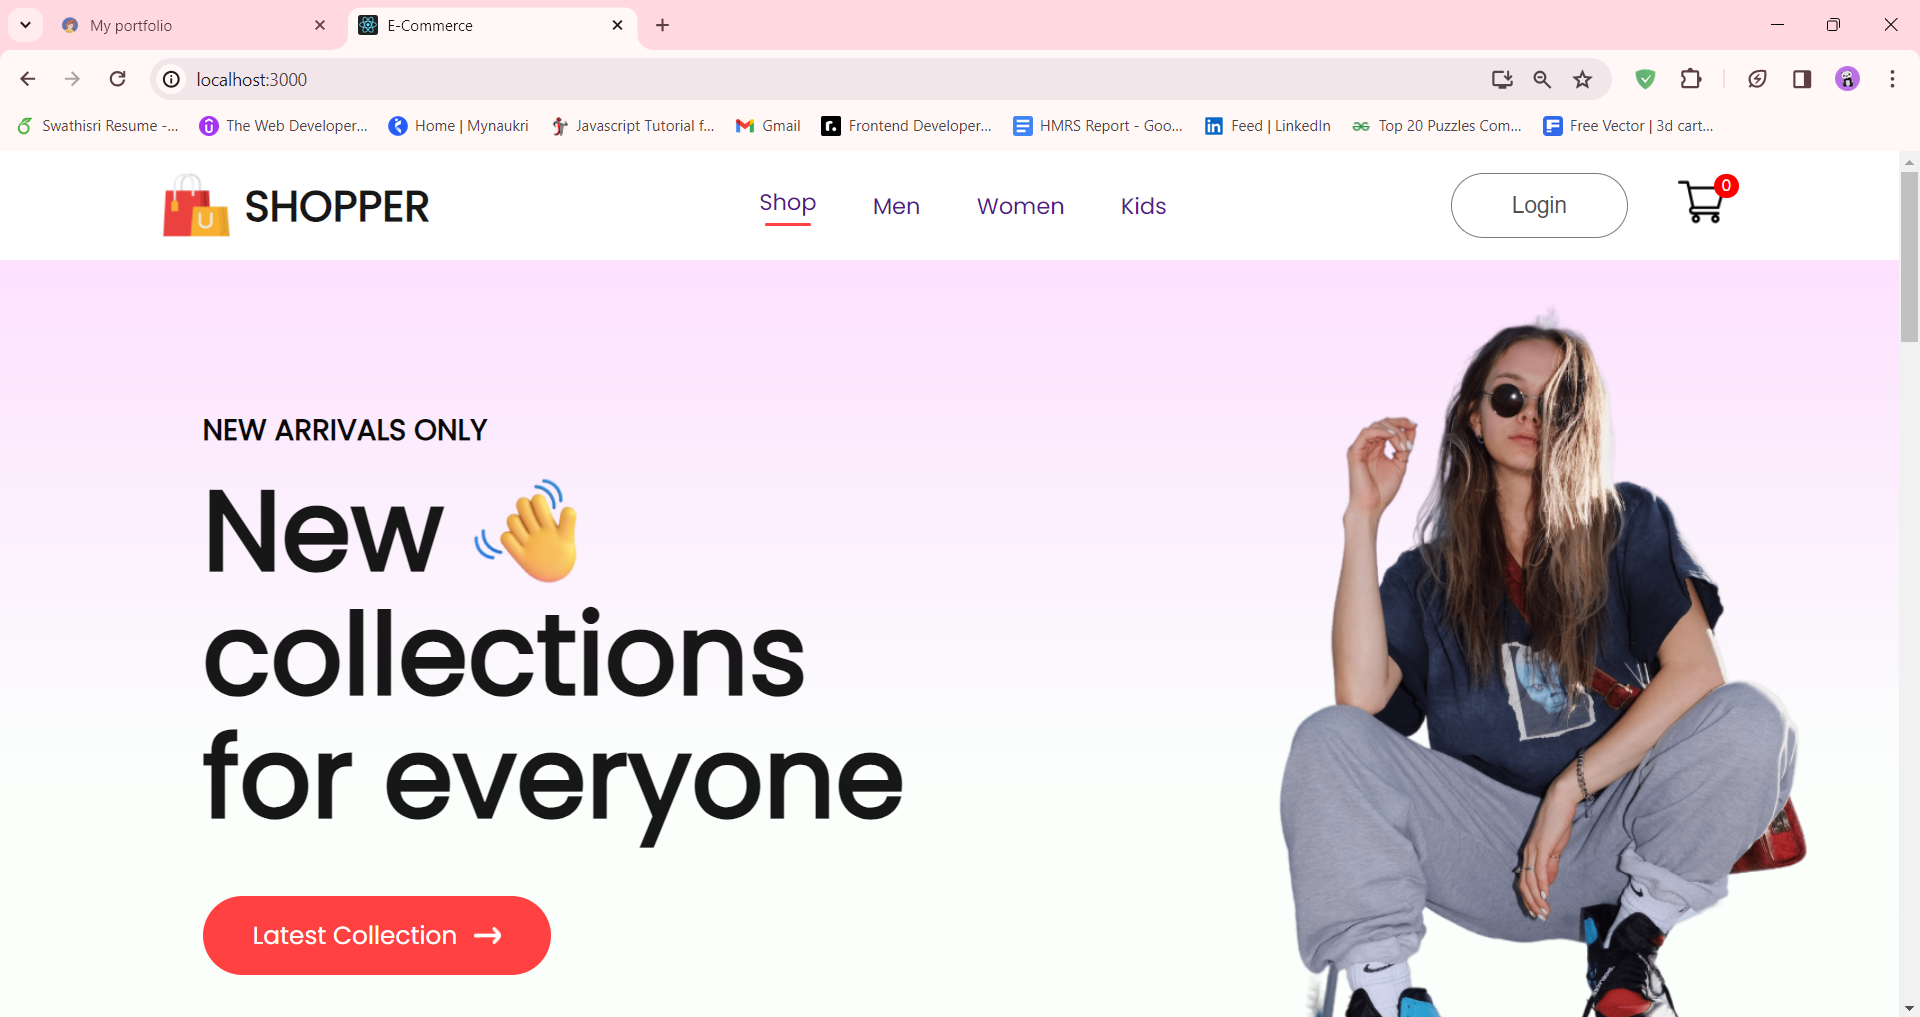 My portfolio
E-Commerce
localhost:3000
Swathisri Resume -...
The Web Developer...
Home | Mynaukri
Javascript Tutorial f...
Gmail
Frontend Developer...
HMRS Report - Goo...
Feed | LinkedIn
Top 20 Puzzles Com...
Free Vector | 3d cart...
U
SHOPPER
Shop
Men
Women
Kids
Login
0
NEW ARRIVALS ONLY
New
collections
for everyone
Latest Collection